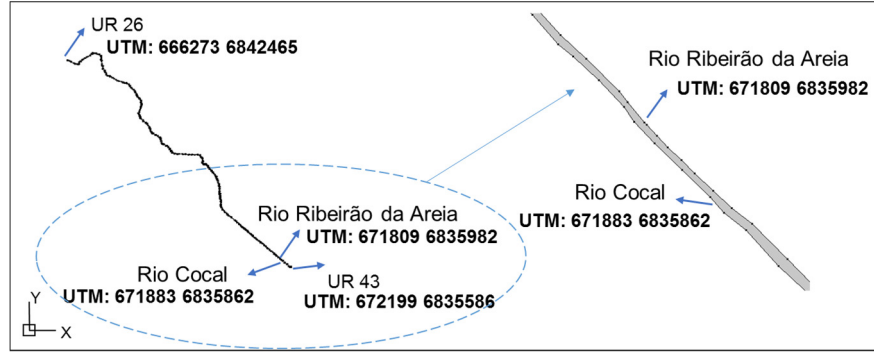 UR 26
UTM: 666273 6842465
Rio Ribeirão da Areia
UTM: 671809 6835982
Rio Cocal
UTM: 671883 6835862
UR 43
UTM: 672199 6835586
Y
X
Rio Ribeirão da Areia
UTM: 671809 6835982
Rio Cocal
UTM: 671883 6835862